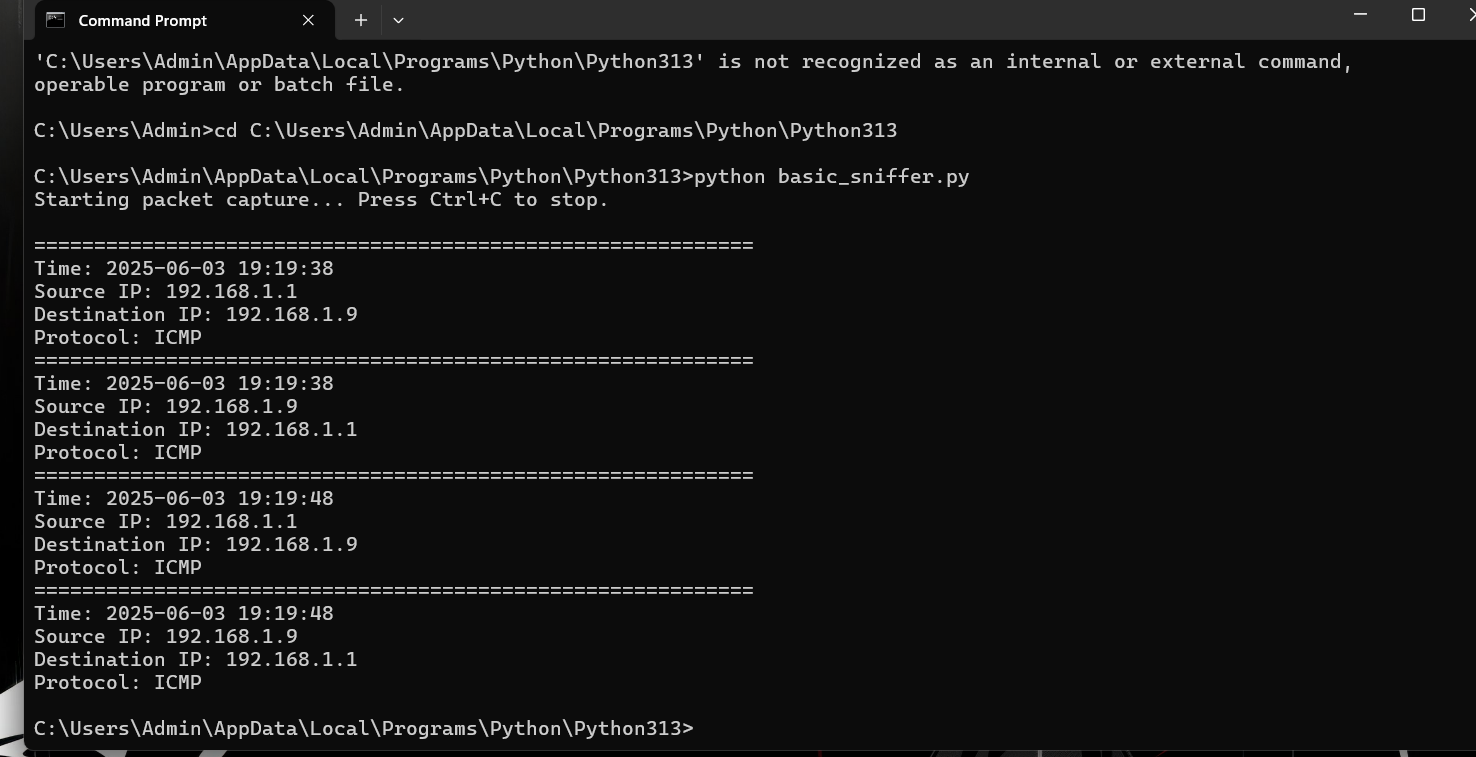 Command Prompt
'C:\Users\Admin\AppData\Local\Programs\Python\Python313' is not recognized as an internal or external command,
operable program or batch file.
C:\Users\Admin>cd C:\Users\Admin\AppData\Local\Programs\Python\Python313
C:\Users\Admin\AppData\Local\Programs\Python\Python313>python basic_sniffer.py
Starting packet capture... Press Ctrl+C to stop.
============================================================
Time: 2025-06-03 19:19:38
Source IP: 192.168.1.1
Destination IP: 192.168.1.9
Protocol: ICMP
============================================================
Time: 2025-06-03 19:19:38
Source IP: 192.168.1.9
Destination IP: 192.168.1.1
Protocol: ICMP
============================================================
Time: 2025-06-03 19:19:48
Source IP: 192.168.1.1
Destination IP: 192.168.1.9
Protocol: ICMP
============================================================
Time: 2025-06-03 19:19:48
Source IP: 192.168.1.9
Destination IP: 192.168.1.1
Protocol: ICMP
C:\Users\Admin\AppData\Local\Programs\Python\Python313>